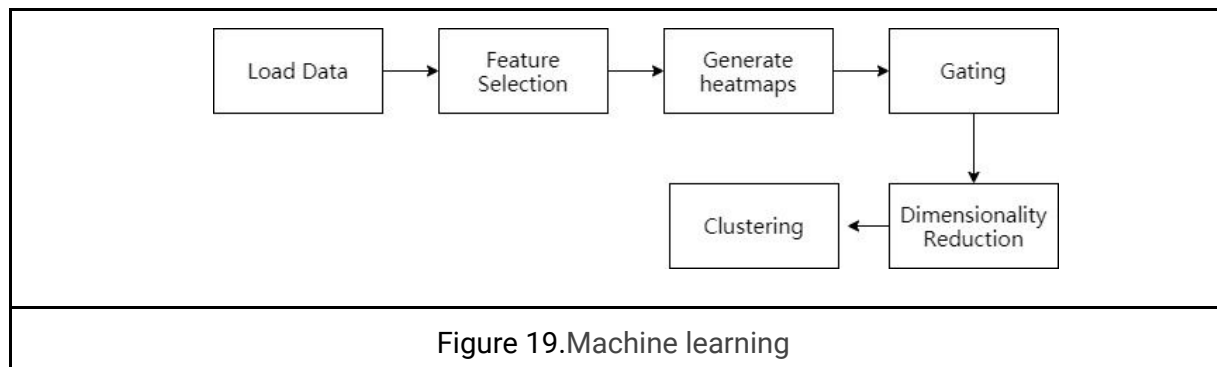 Load Data
Feature
Selection
Generate
heatmaps
Gating
Clustering
Dimensionality
Reduction
Figure 19.Machine learning